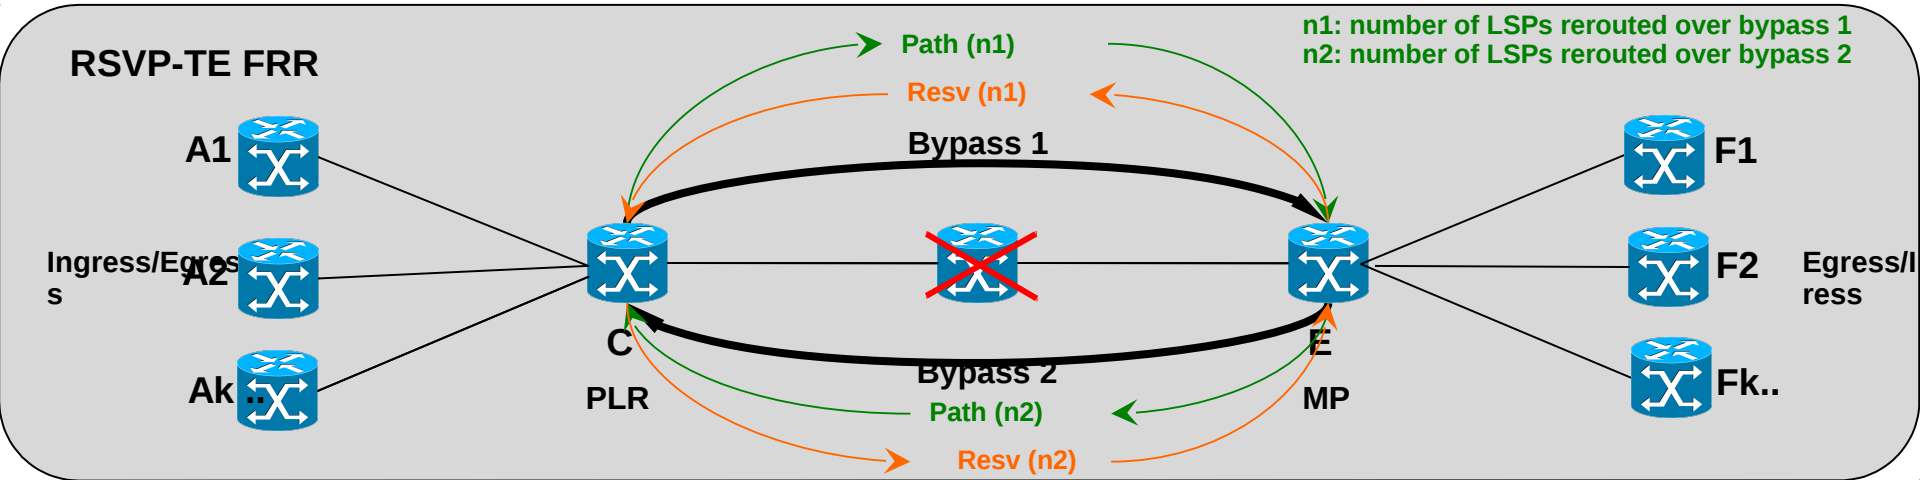 n1: number of LSPs rerouted over bypass 1
n2: number of LSPs rerouted over bypass 2
RSVP-TE FRR
Path (n1)
Resv (n1)
Bypass 1
A1
F1
Ingress/Egres
s
A2
F2
Egress/I
ress
C
E
Bypass 2
Ak ..
Fk..
PLR
MP
Path (n2)
Resv (n2)